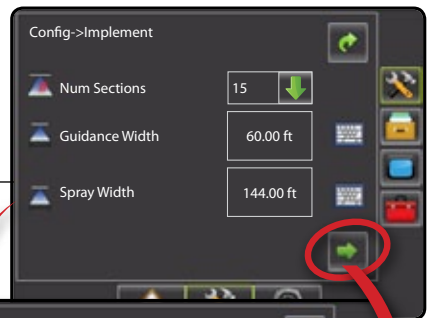 Config->Implement
Num Sections 15
Guidance Width 60.00 ft
Spray Width 144.00 ft